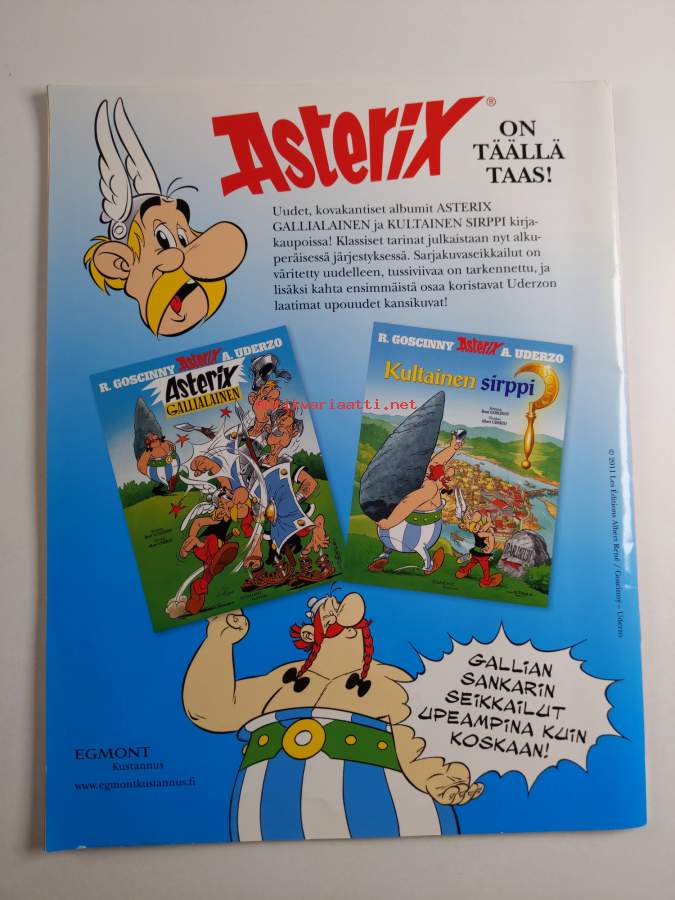 Asterix®
ON
TÄÄLLÄ
TAAS!
Uudet, kovakantiset albumit ASTERIX
GALLIALAINEN ja KULTAINEN SIRPPI kirja-
kaupoissa! Klassiset tarinat julkaistaan nyt alku-
peräisessä järjestyksessä. Sarjakuvaseikkailut on
väritetty uudelleen, tussiviivaa on tarkennettu, ja
lisäksi kahta ensimmäistä osaa koristavat Uderzon
laatimat upouudet kansikuvat!
R. GOSCINNY Asterix A. UDERZO
Asterix
GALLIALAINEN
R. GOSCINNY Asterix A. UDERZO
Kultainen sirppi
antikvariaatti.net
© 2011 Les Éditions Albert René / Goscinny – Uderzo
GALLIAN
SANKARIN
SEIKKAILUT
UPEAMPINA KUIN
KOSKAAN!
EGMONT
Kustannus
www.egmontkustannus.fi